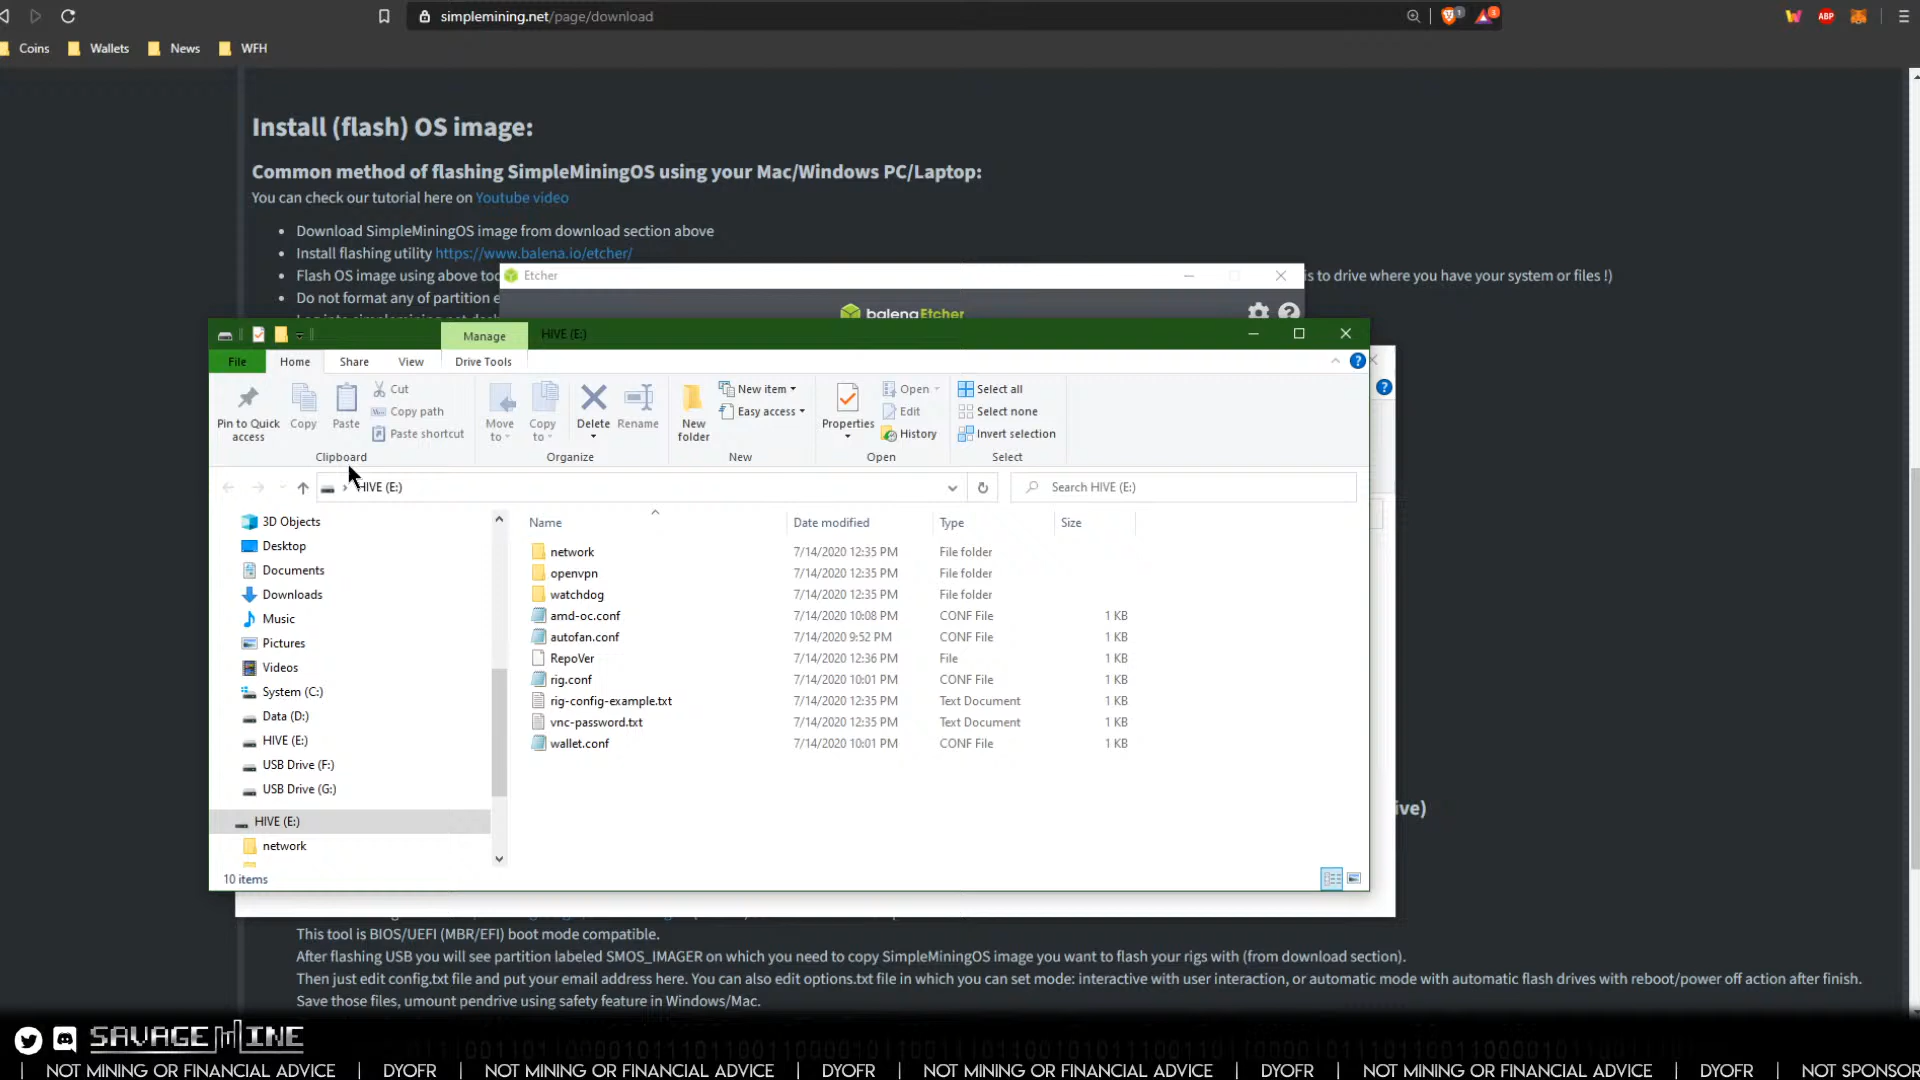 simplemining.net/page/download
1
3
ABP
Coins
Wallets
News
WFH
Install (flash) OS image:
Common method of flashing SimpleMiningOS using your Mac/Windows PC/Laptop:
You can check our tutorial here on Youtube video
Download SimpleMiningOS image from download section above
Install flashing utility https://www.balena.io/etcher/
Flash OS image using above too
is to drive where you have your system or files !)
Do not format any of partition e
Etcher
balenaEtcher
Manage
HIVE (E:)
File
Home
Share
View
Drive Tools
Pin to Quick access
Copy
Paste
Cut
Copy path
Paste shortcut
Clipboard
Move to
Copy to
Delete
Rename
Organize
New folder
New item
Easy access
New
Properties
Open
Edit
History
Open
Select all
Select none
Invert selection
Select
HIVE (E:)
Search HIVE (E:)
3D Objects
Desktop
Documents
Downloads
Music
Pictures
Videos
System (C:)
Data (D:)
HIVE (E:)
USB Drive (F:)
USB Drive (G:)
HIVE (E:)
network
Name Date modified Type Size
network 7/14/2020 12:35 PM File folder
openvpn 7/14/2020 12:35 PM File folder
watchdog 7/14/2020 12:35 PM File folder
amd-oc.conf 7/14/2020 10:08 PM CONF File 1 KB
autofan.conf 7/14/2020 9:52 PM CONF File 1 KB
RepoVer 7/14/2020 12:36 PM File 1 KB
rig.conf 7/14/2020 10:01 PM CONF File 1 KB
rig-config-example.txt 7/14/2020 12:35 PM Text Document 1 KB
vnc-password.txt 7/14/2020 12:35 PM Text Document 1 KB
wallet.conf 7/14/2020 10:01 PM CONF File 1 KB
10 items
ive)
This tool is BIOS/UEFI (MBR/EFI) boot mode compatible.
After flashing USB you will see partition labeled SMOS_IMAGER on which you need to copy SimpleMiningOS image you want to flash your rigs with (from download section).
Then just edit config.txt file and put your email address here. You can also edit options.txt file in which you can set mode: interactive with user interaction, or automatic mode with automatic flash drives with reboot/power off action after finish.
Save those files, umount pendrive using safety feature in Windows/Mac.
SAVAGE MINE
| NOT MINING OR FINANCIAL ADVICE | DYOFR | NOT MINING OR FINANCIAL ADVICE | DYOFR | NOT MINING OR FINANCIAL ADVICE | DYOFR | NOT MINING OR FINANCIAL ADVICE | DYOFR | NOT SPONSOR